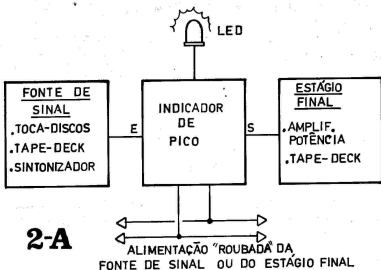 LED
FONTE DE
SINAL
.TOCA-DISCOS
.TAPE-DECK
.SINTONIZADOR
E
INDICADOR
DE
PICO
S
ESTÁGIO
FINAL
.AMPLIF.
POTÊNCIA
.TAPE-DECK
2-A
ALIMENTAÇÃO "ROUBADA" DA
FONTE DE SINAL OU DO ESTÁGIO FINAL